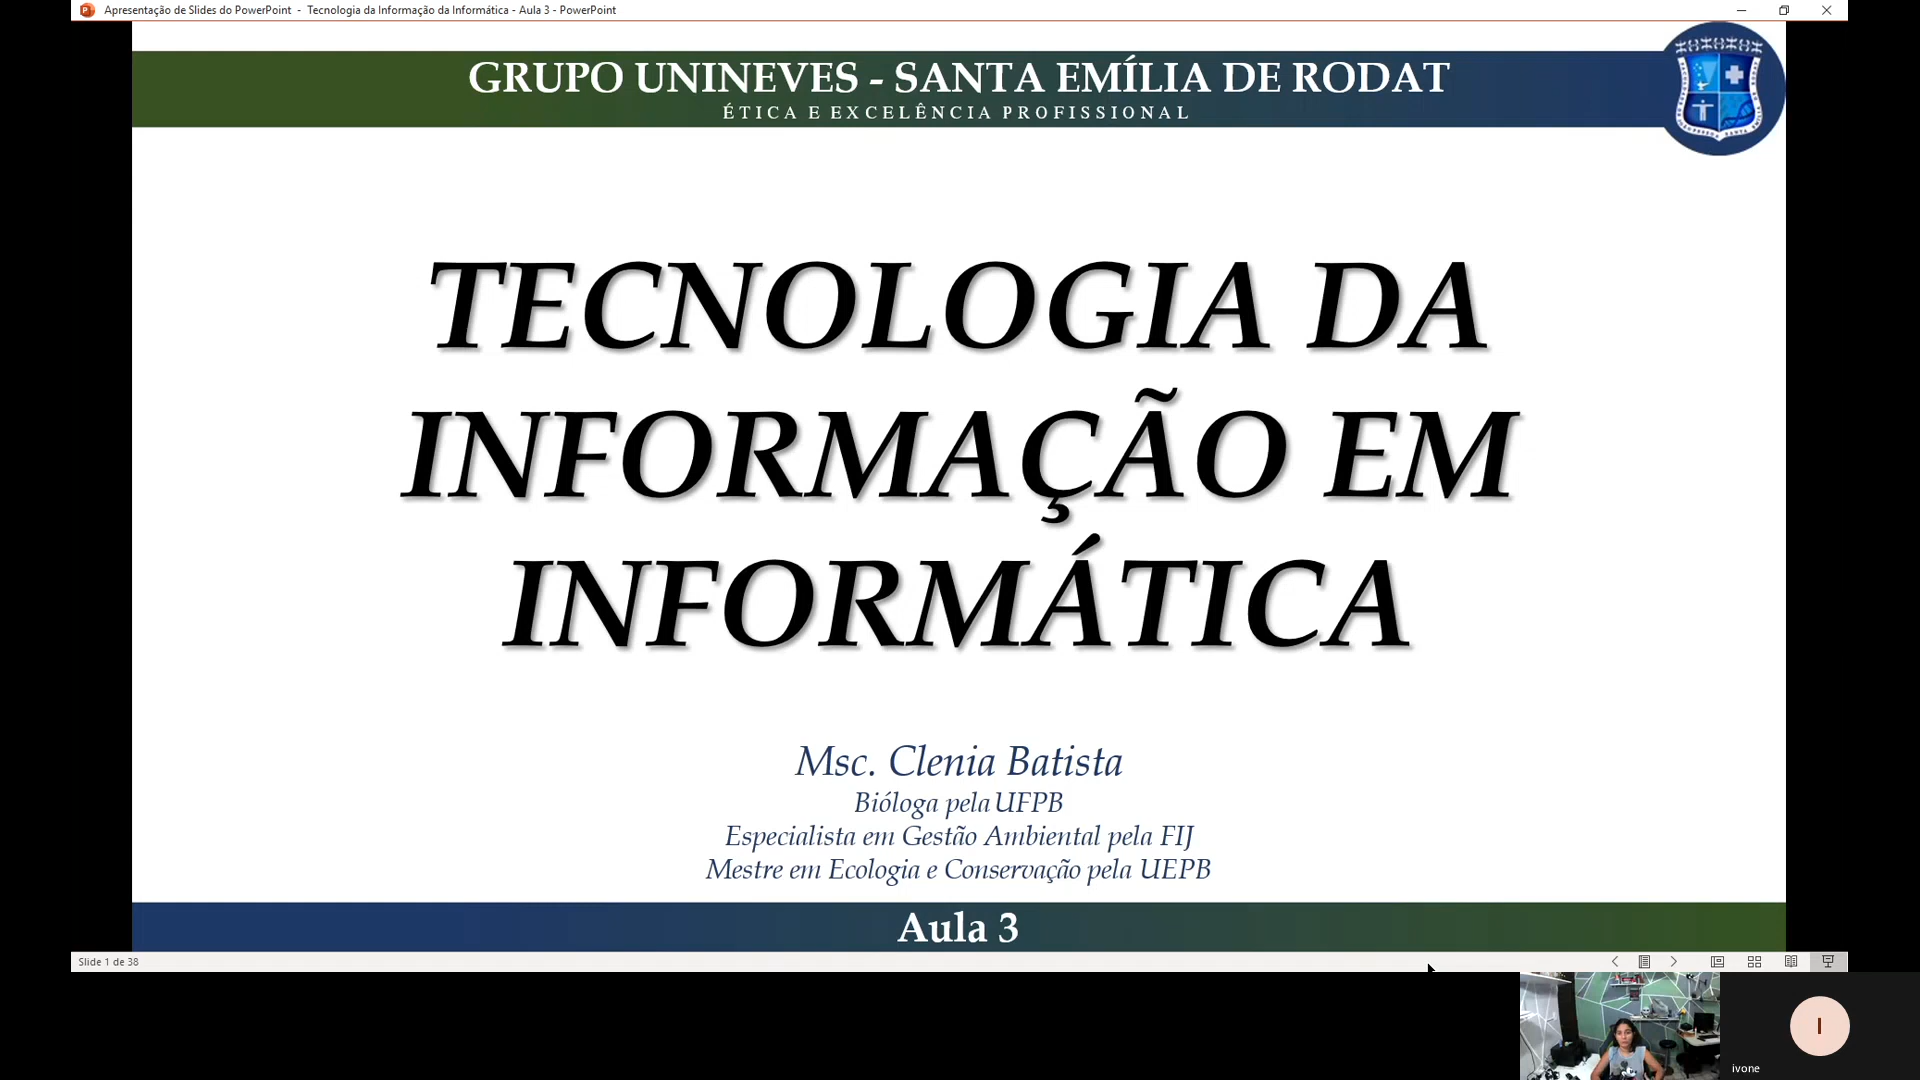 Apresentação de Slides do PowerPoint - Tecnologia da Informação da Informática - Aula 3 - PowerPoint
GRUPO UNINEVES - SANTA EMÍLIA DE RODAT
ÉTICA E EXCELÊNCIA PROFISSIONAL
TECNOLOGIA DA
INFORMAÇÃO EM
INFORMÁTICA
Msc. Clenia Batista
Bióloga pela UFPB
Especialista em Gestão Ambiental pela FIJ
Mestre em Ecologia e Conservação pela UEPB
Aula 3
Slide 1 de 38
I
ivone